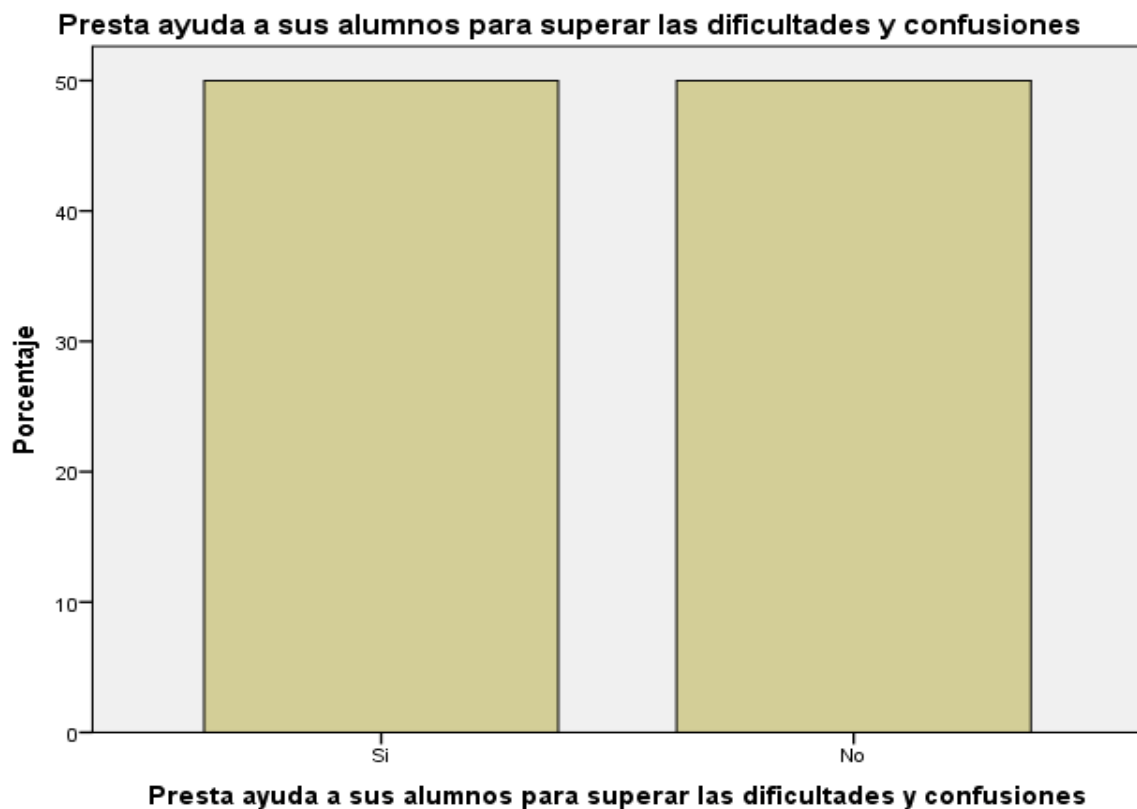 Presta ayuda a sus alumnos para superar las dificultades y confusiones
50
40
30
20
10
0
Porcentaje
Si
No
Presta ayuda a sus alumnos para superar las dificultades y confusiones